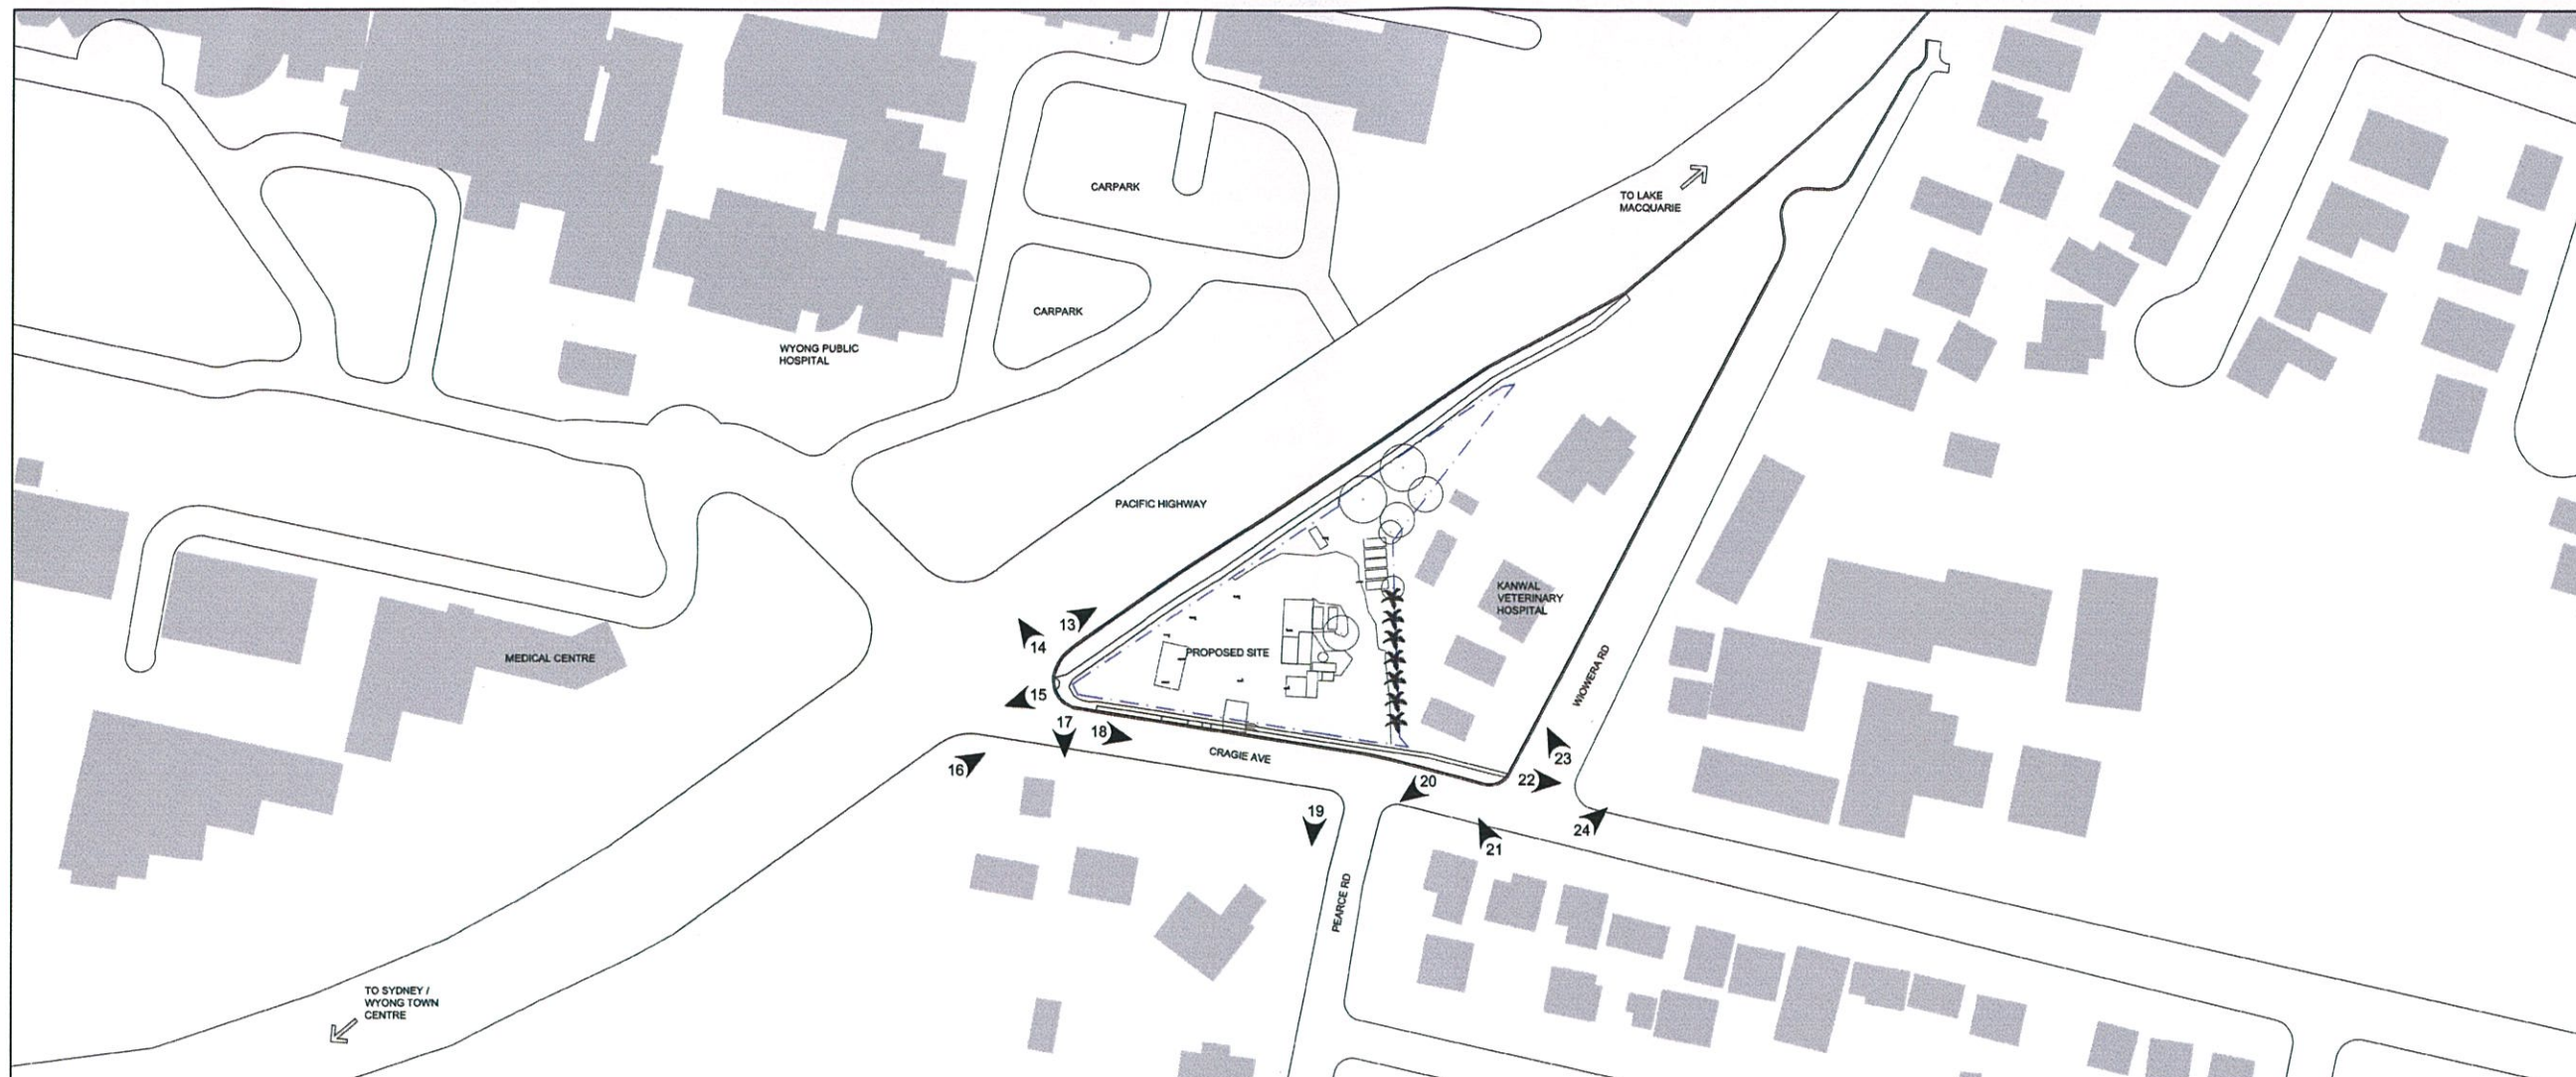 CARPARK
TO LAKE
MACQUARIE
CARPARK
WYONG PUBLIC
HOSPITAL
PACIFIC HIGHWAY
KANWAL
VETERINARY
HOSPITAL
13
14
MEDICAL CENTRE
PROPOSED SITE
WIOWERA RD
15
17
18
16
CRAGIE AVE
23
22
20
19
24
21
PEARCE RD
TO SYDNEY /
WYONG TOWN
CENTRE